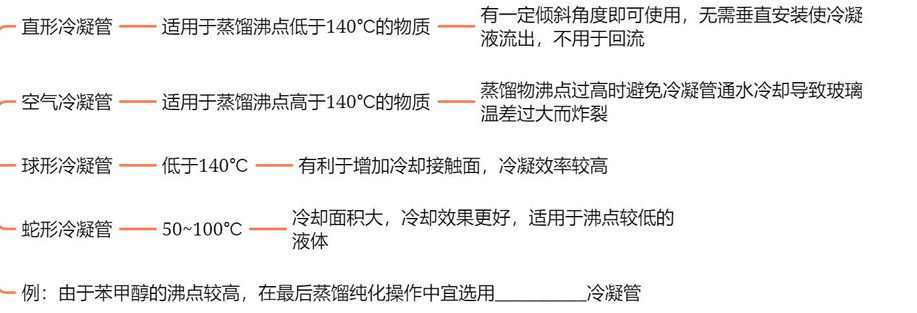 直形冷凝管
适用于蒸馏沸点低于140℃的物质
有一定倾斜角度即可使用，无需垂直安装使冷凝
液流出，不用于回流
空气冷凝管
适用于蒸馏沸点高于140℃的物质
蒸馏物沸点过高时避免冷凝管通水冷却导致玻璃
温差过大而炸裂
球形冷凝管
低于140℃
有利于增加冷却接触面，冷凝效率较高
蛇形冷凝管
50~100℃
冷却面积大，冷却效果更好，适用于沸点较低的
液体
例：由于苯甲醇的沸点较高，在最后蒸馏纯化操作中宜选用__________冷凝管